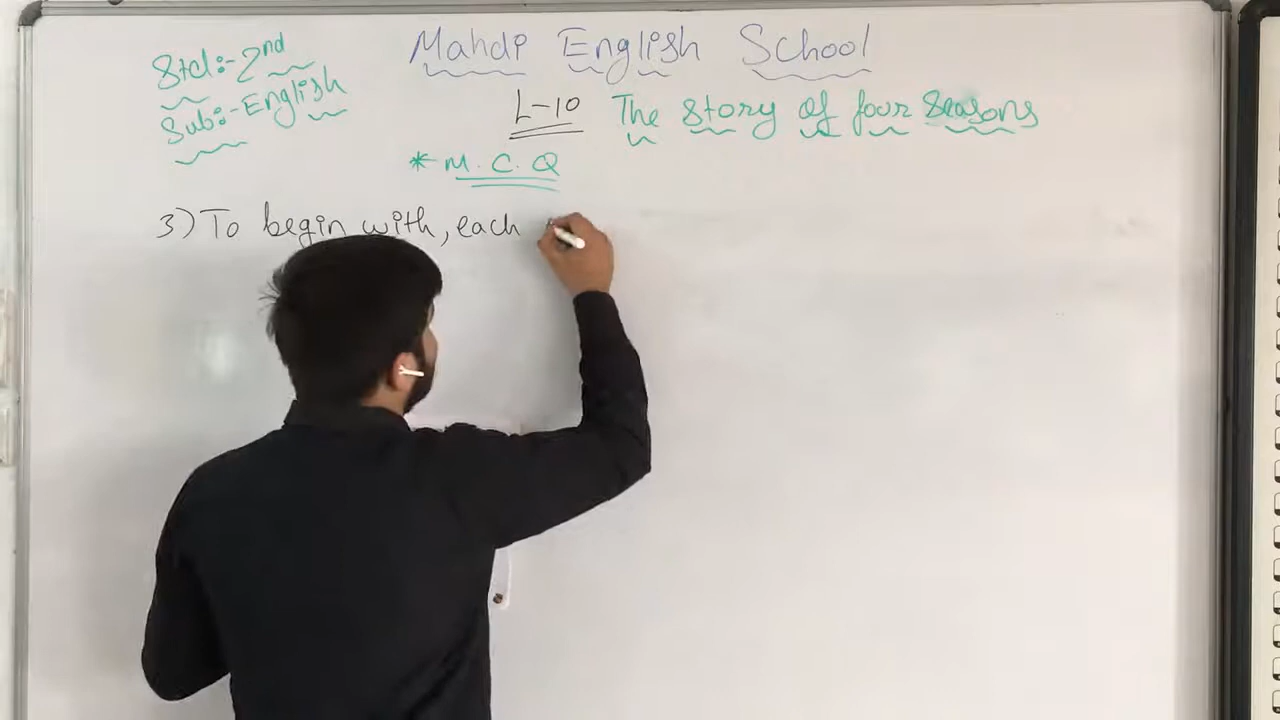 Std:-2nd
Sub:-English
Mahdi English School
L-10 The Story of four Seasons
* M.C.Q
3) To begin with, each